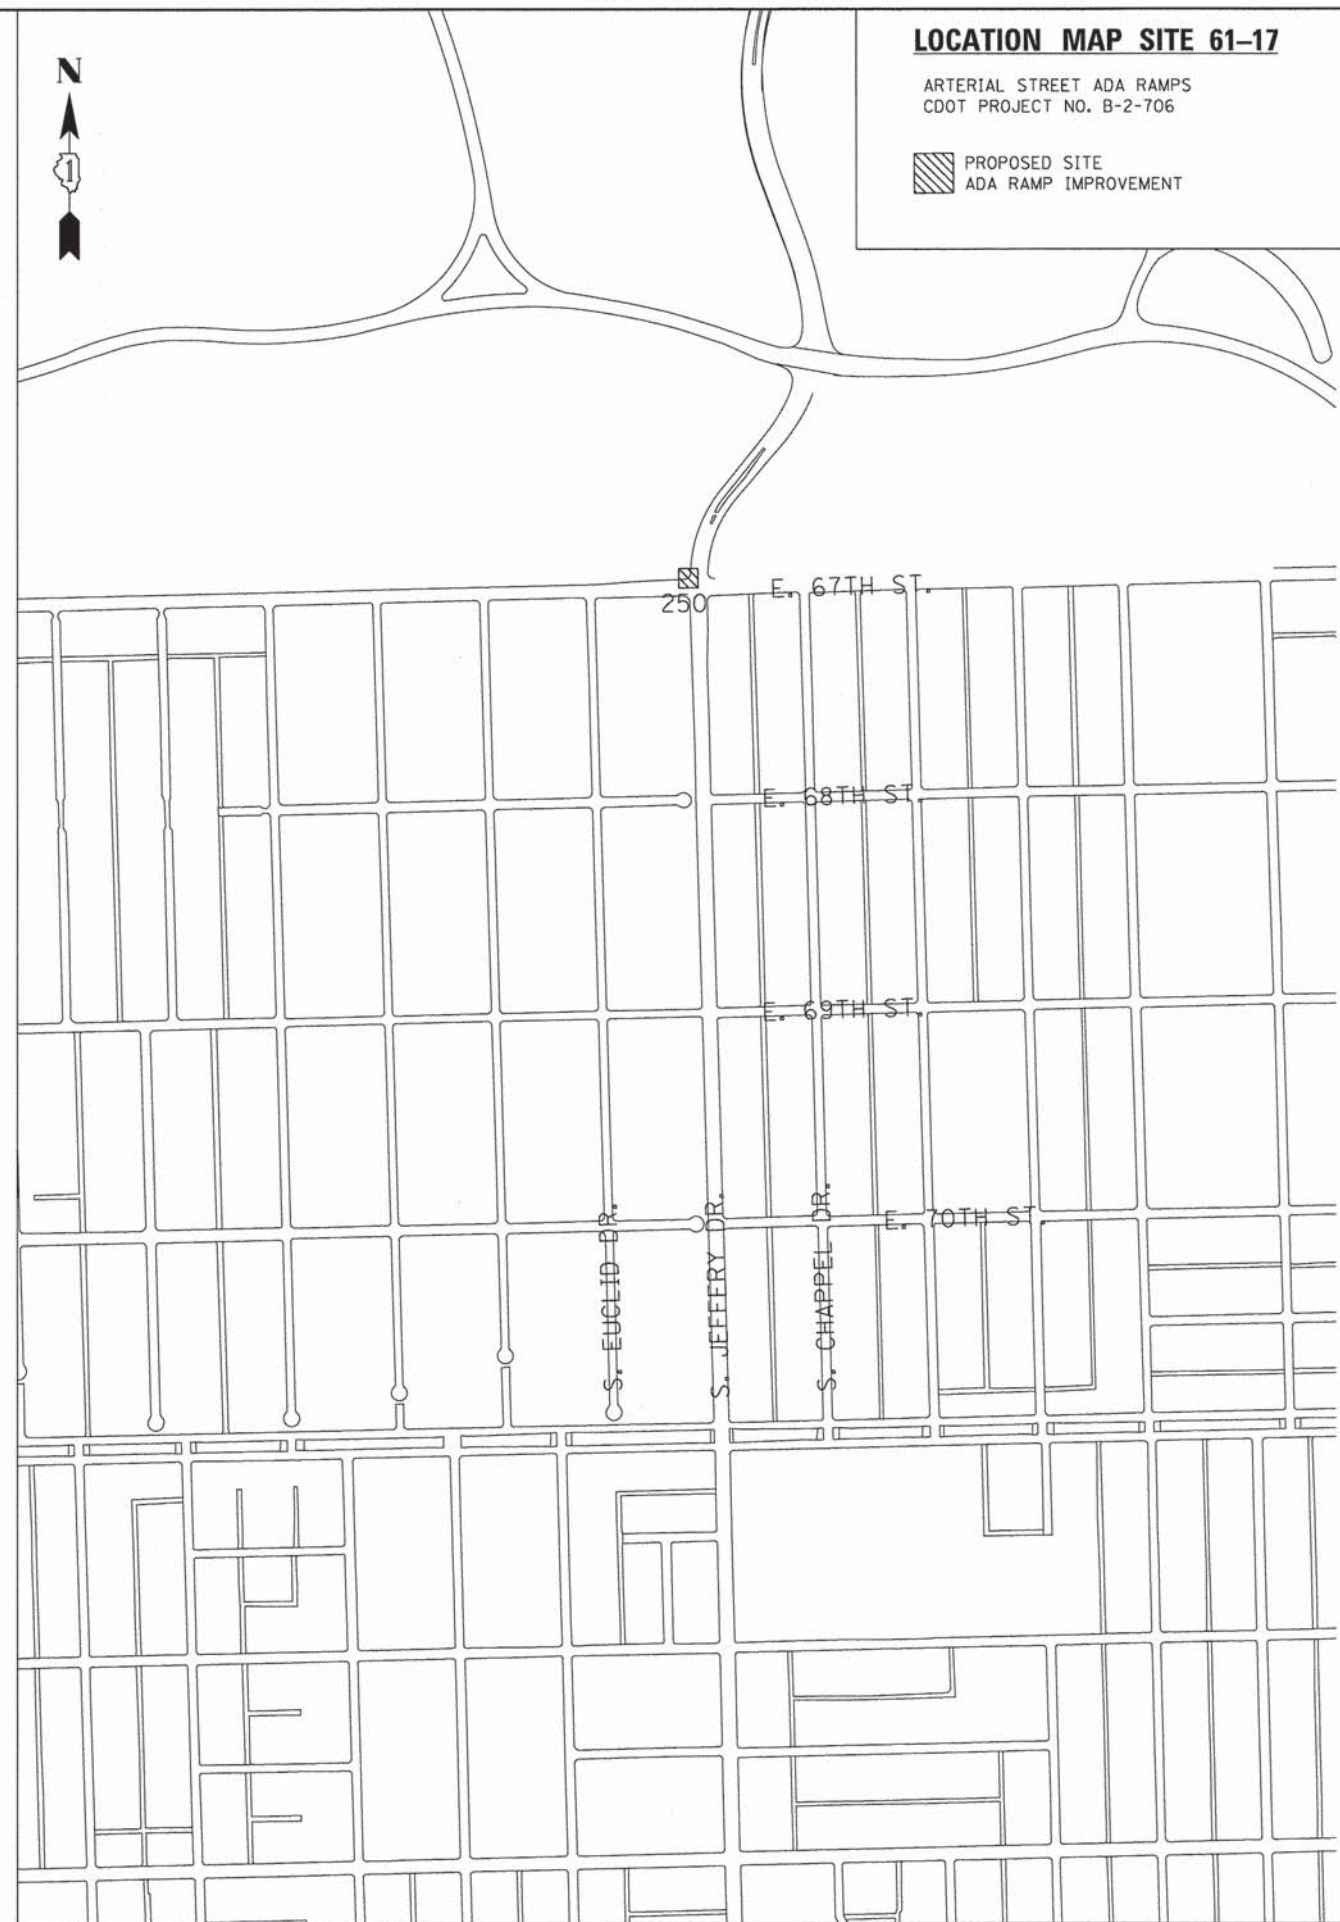 LOCATION MAP SITE 61–17
ARTERIAL STREET ADA RAMPS
CDOT PROJECT NO. B-2-706
PROPOSED SITE
ADA RAMP IMPROVEMENT
N
1
E. 67TH ST.
250
E. 68TH ST.
E. 69TH ST.
E. 70TH ST.
S. EUCLID DR.
S. JEFFERY DR.
S. CHAPPEL DR.